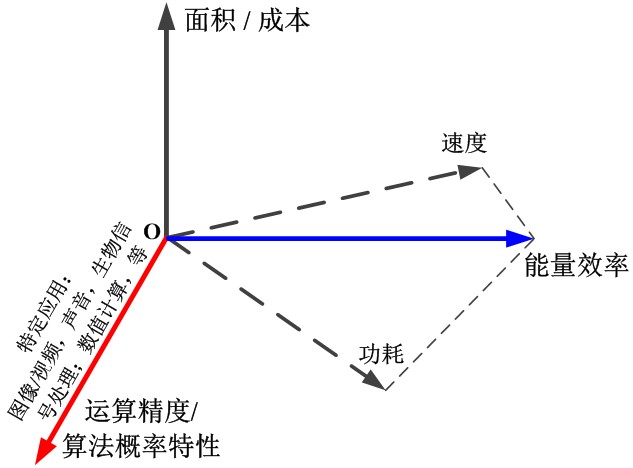 面积 / 成本
速度
O
能量效率
特定应用：
图像/视频，声音，生物信
号处理；数值计算，等
功耗
运算精度/
算法概率特性